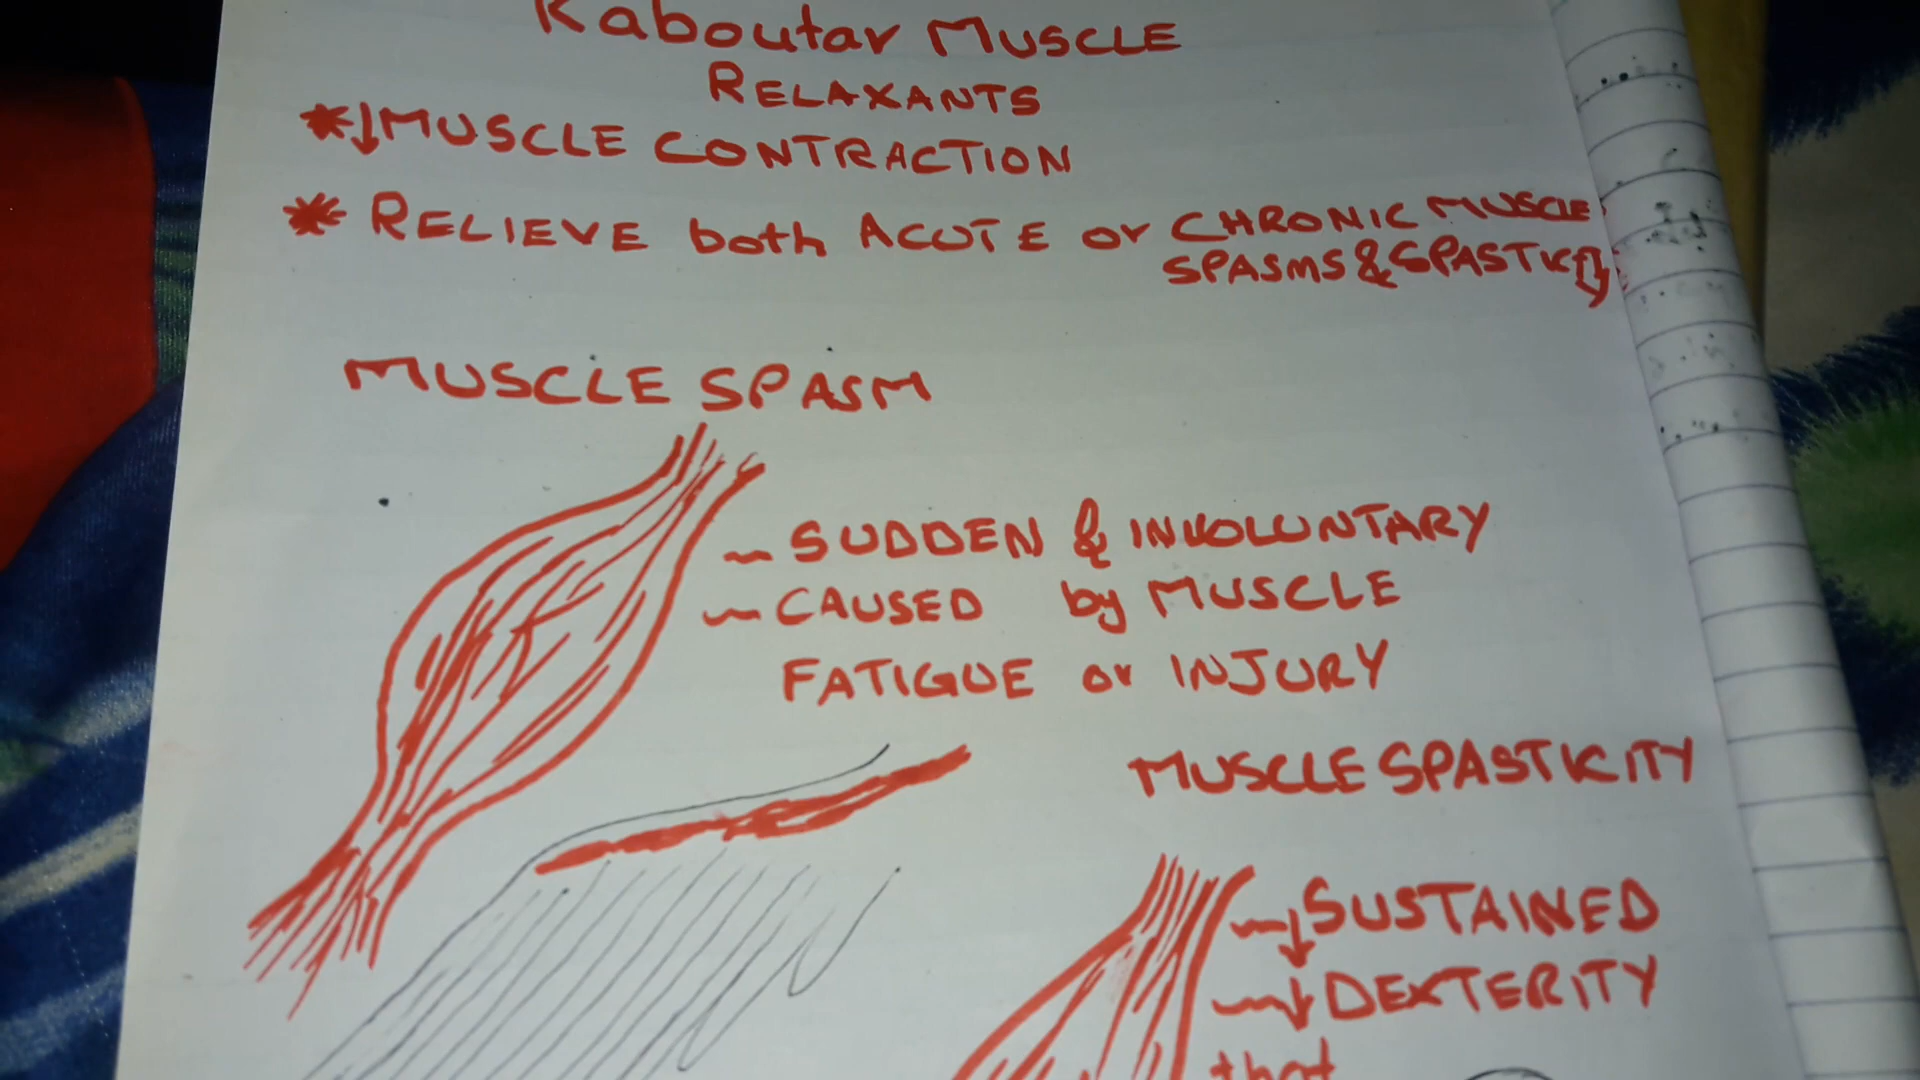 Kaboutar MUSCLE
RELAXANTS
*↓MUSCLE CONTRACTION
* RELIEVE both ACUTE or CHRONIC MUSCLE
SPASMS & SPASTICITY
MUSCLE SPASM
~ SUDDEN & INVOLUNTARY
~ CAUSED by MUSCLE
FATIGUE or INJURY
MUSCLE SPASTICITY
~↓SUSTAINED
~↓DEXTERITY
that